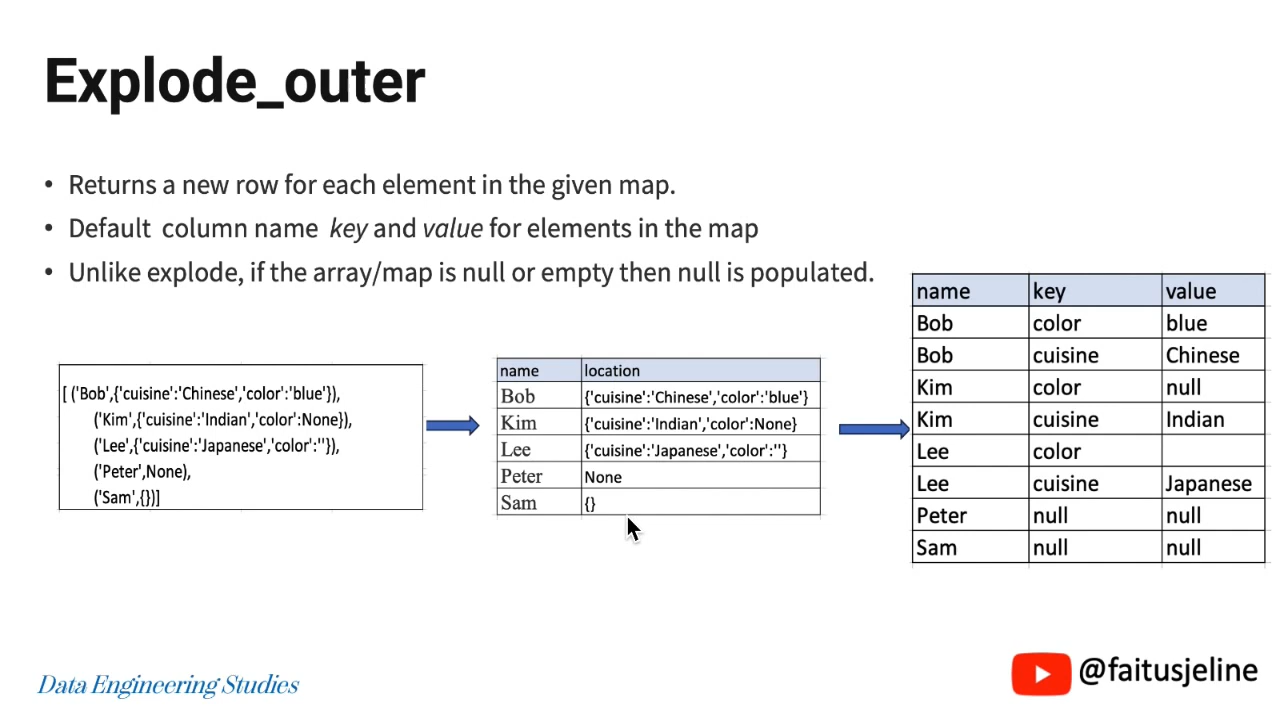 Explode_outer
• Returns a new row for each element in the given map.
• Default column name key and value for elements in the map
• Unlike explode, if the array/map is null or empty then null is populated.
[ ('Bob',{'cuisine':'Chinese','color':'blue'}),
('Kim',{'cuisine':'Indian','color':None}),
('Lee',{'cuisine':'Japanese','color':''}),
('Peter',None),
('Sam',{})]
name location
Bob {'cuisine':'Chinese','color':'blue'}
Kim {'cuisine':'Indian','color':None}
Lee {'cuisine':'Japanese','color':''}
Peter None
Sam {}
name key value
Bob color blue
Bob cuisine Chinese
Kim color null
Kim cuisine Indian
Lee color
Lee cuisine Japanese
Peter null null
Sam null null
Data Engineering Studies
@faitusjeline